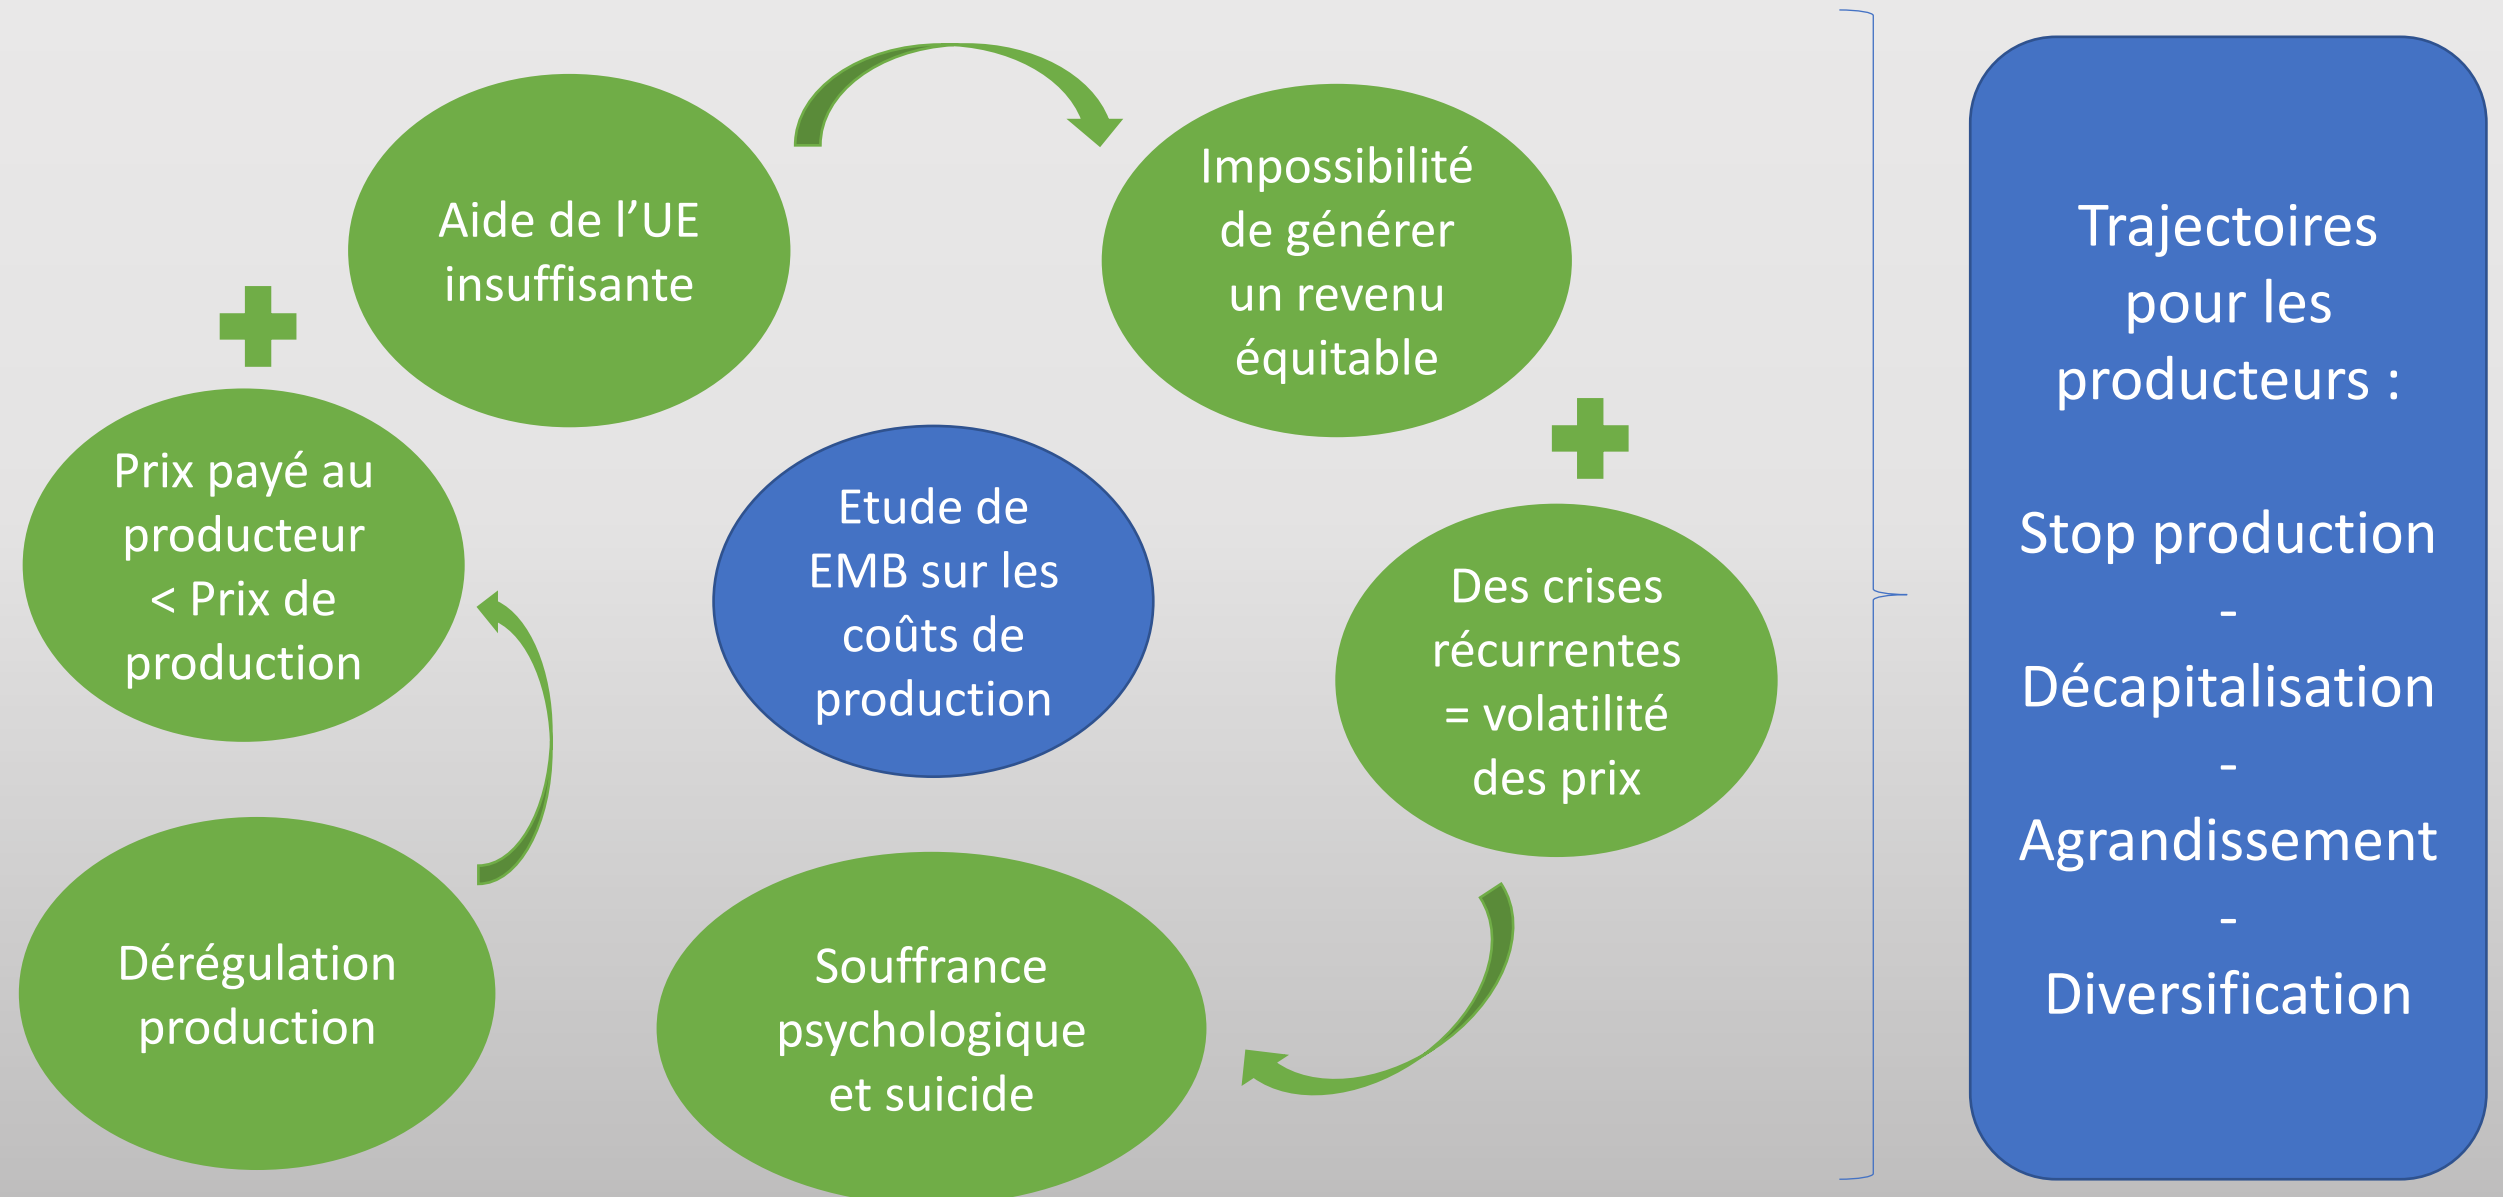 Aide de l'UE
insuffisante
Impossibilité
de générer
un revenu
équitable
Prix payé au
producteur
< Prix de
production
Etude de
EMB sur les
coûts de
production
Des crises
récurrentes
= volatilité
des prix
Dérégulation
production
Souffrance
psychologique
et suicide
Trajectoires
pour les
producteurs :
Stop production
-
Décapitalisation
-
Agrandissement
-
Diversification